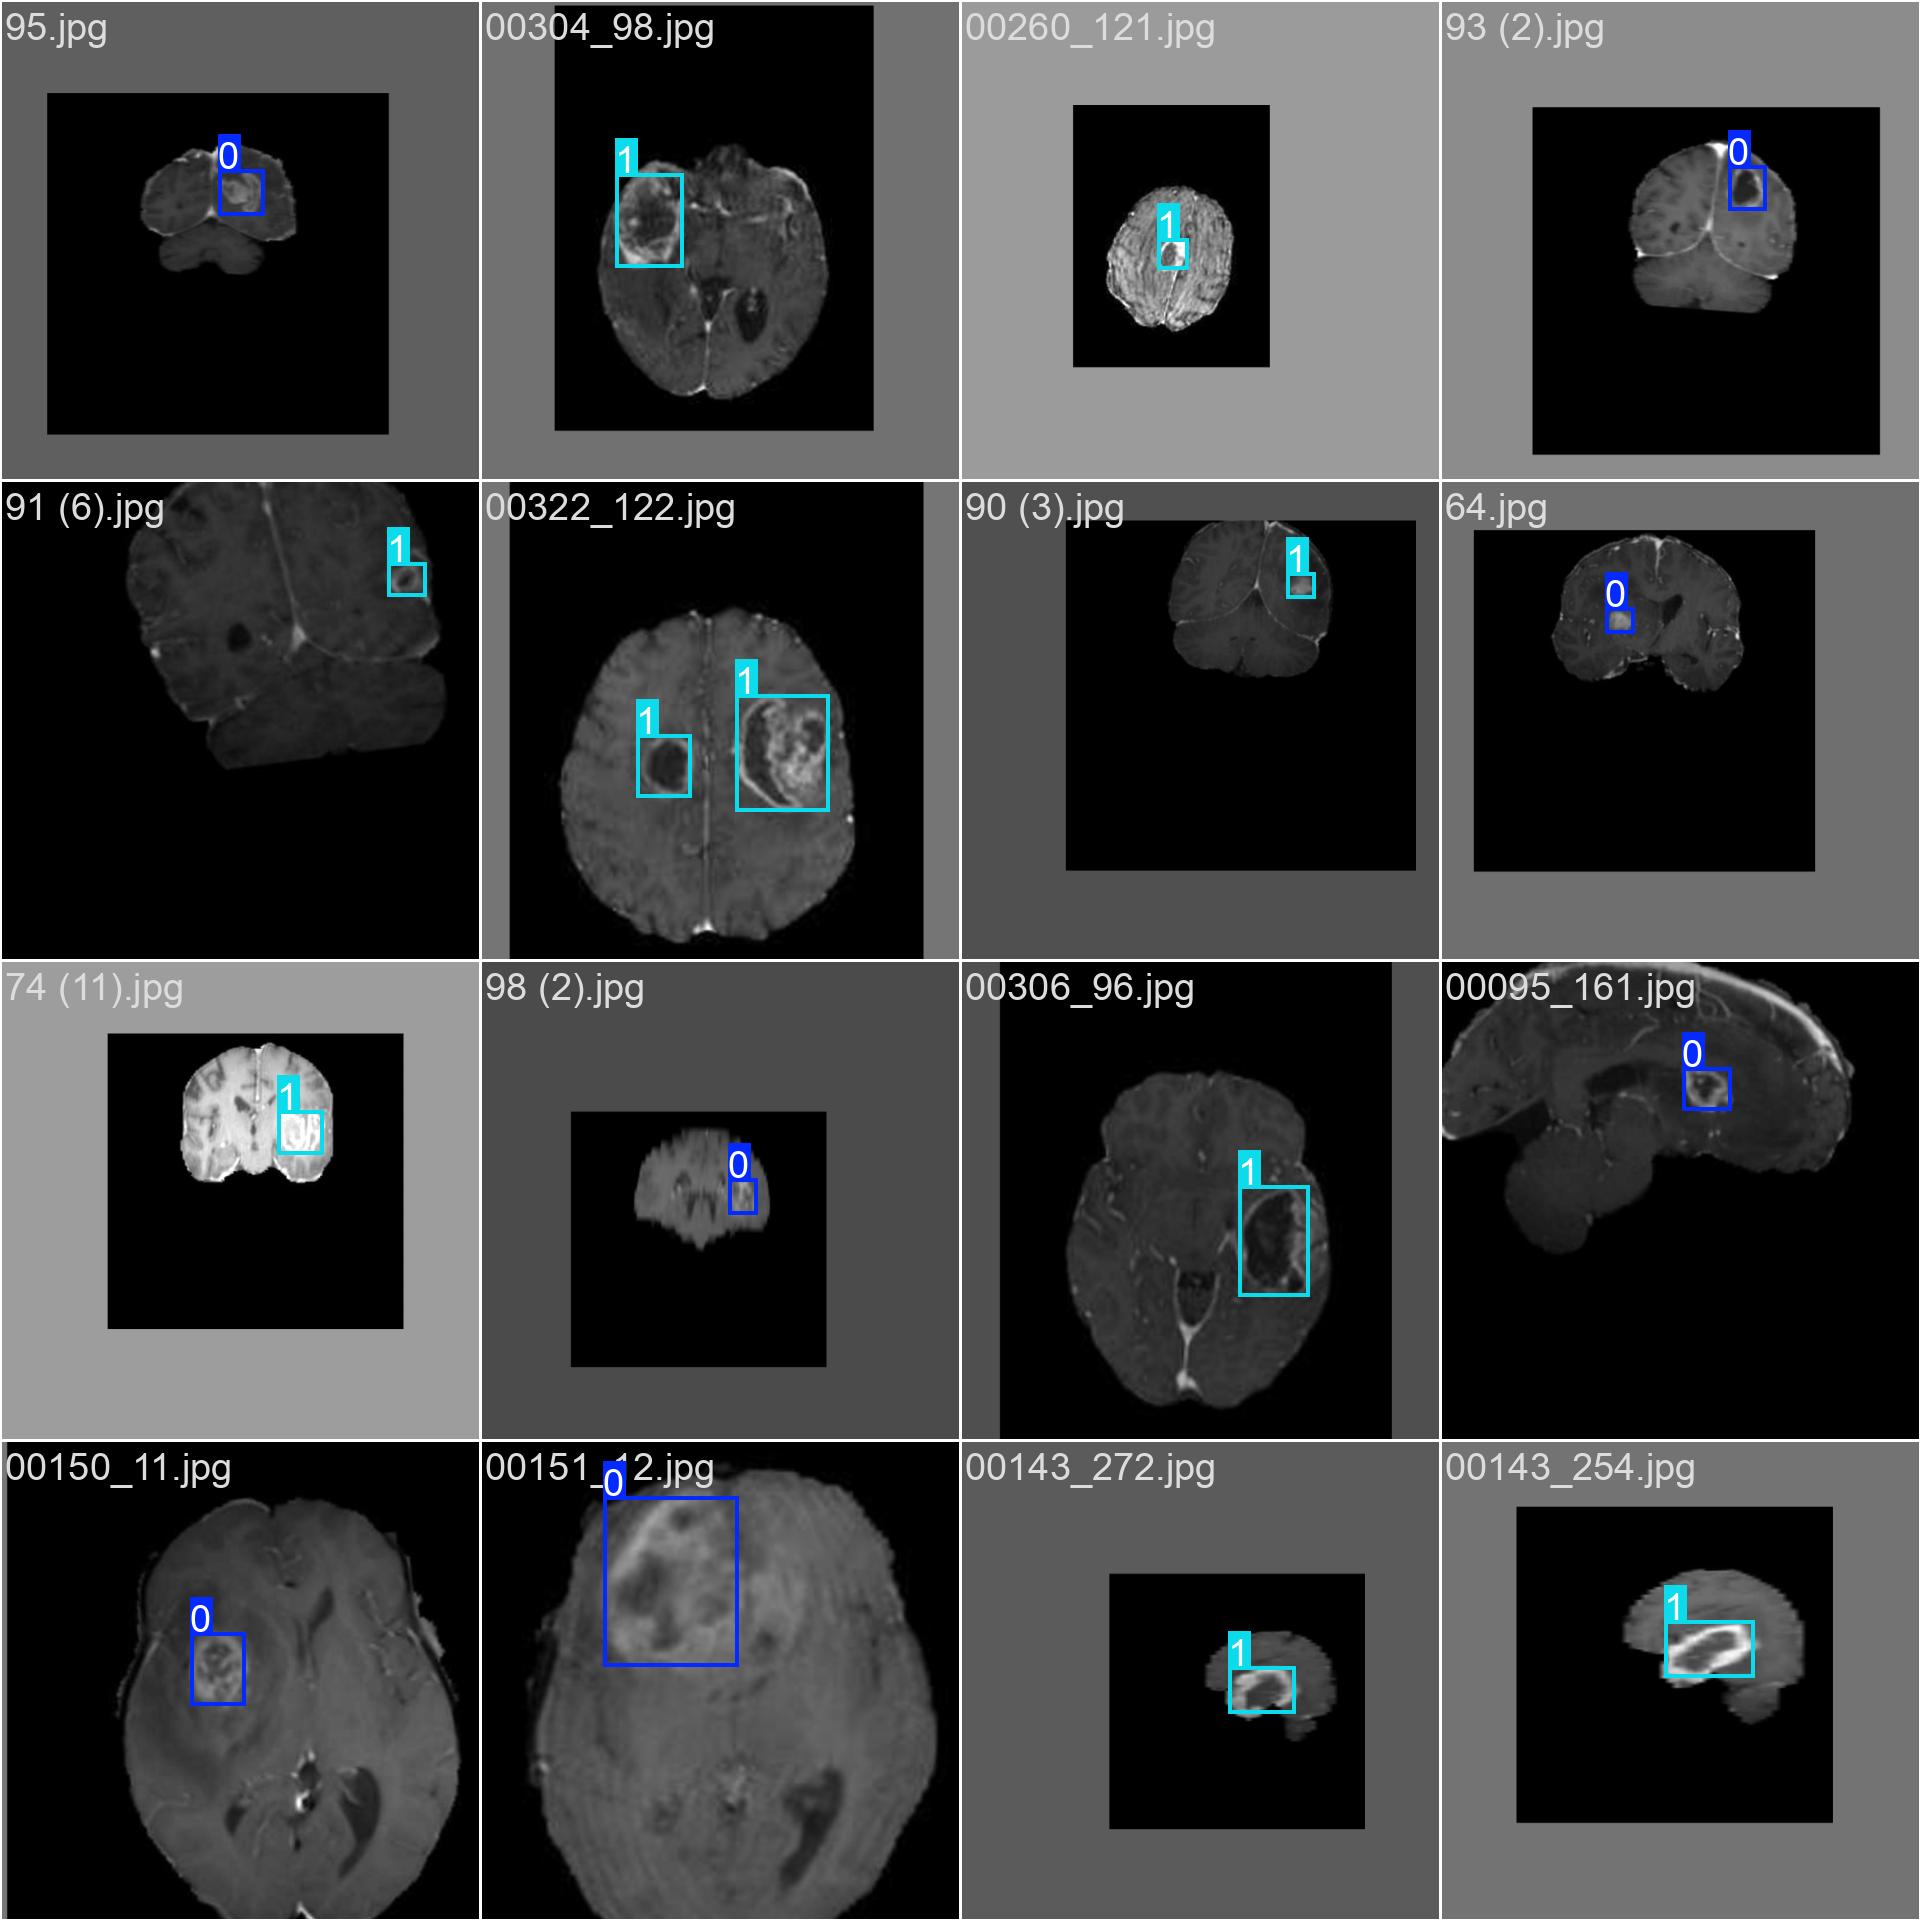 95.jpg
0
00304_98.jpg
1
00260_121.jpg
1
93 (2).jpg
0
91 (6).jpg
1
00322_122.jpg
1
1
90 (3).jpg
1
64.jpg
0
74 (11).jpg
1
98 (2).jpg
0
00306_96.jpg
1
00095_161.jpg
0
00150_11.jpg
0
00151_12.jpg
0
00143_272.jpg
1
00143_254.jpg
1